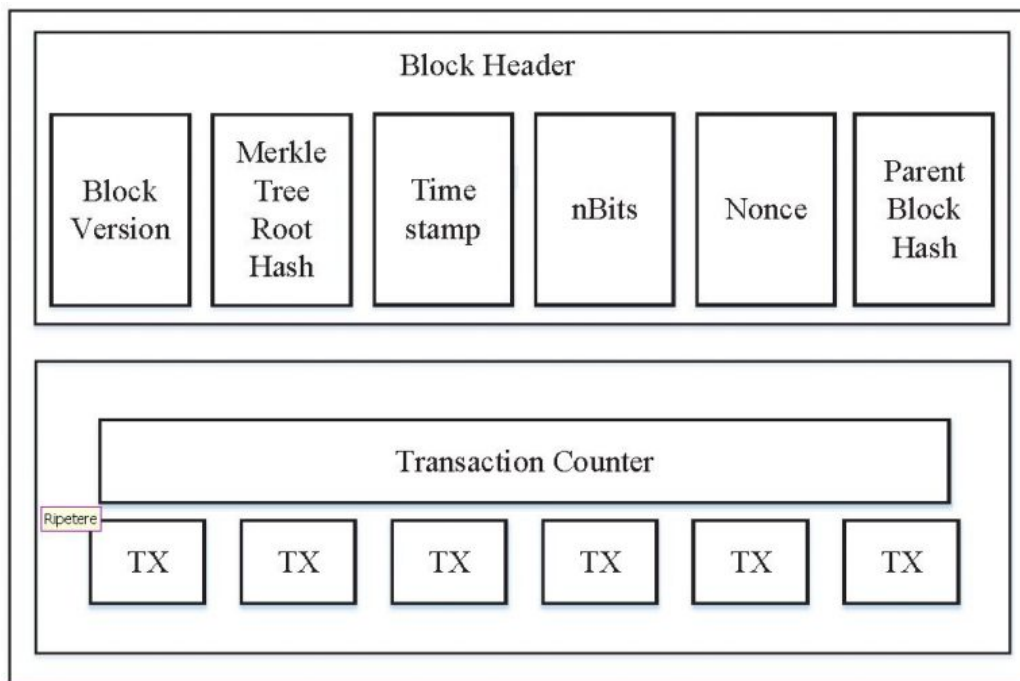 Block Header
Block
Version
Merkle
Tree
Root
Hash
Time
stamp
nBits
Nonce
Parent
Block
Hash
Transaction Counter
Ripetere
TX TX TX TX TX TX